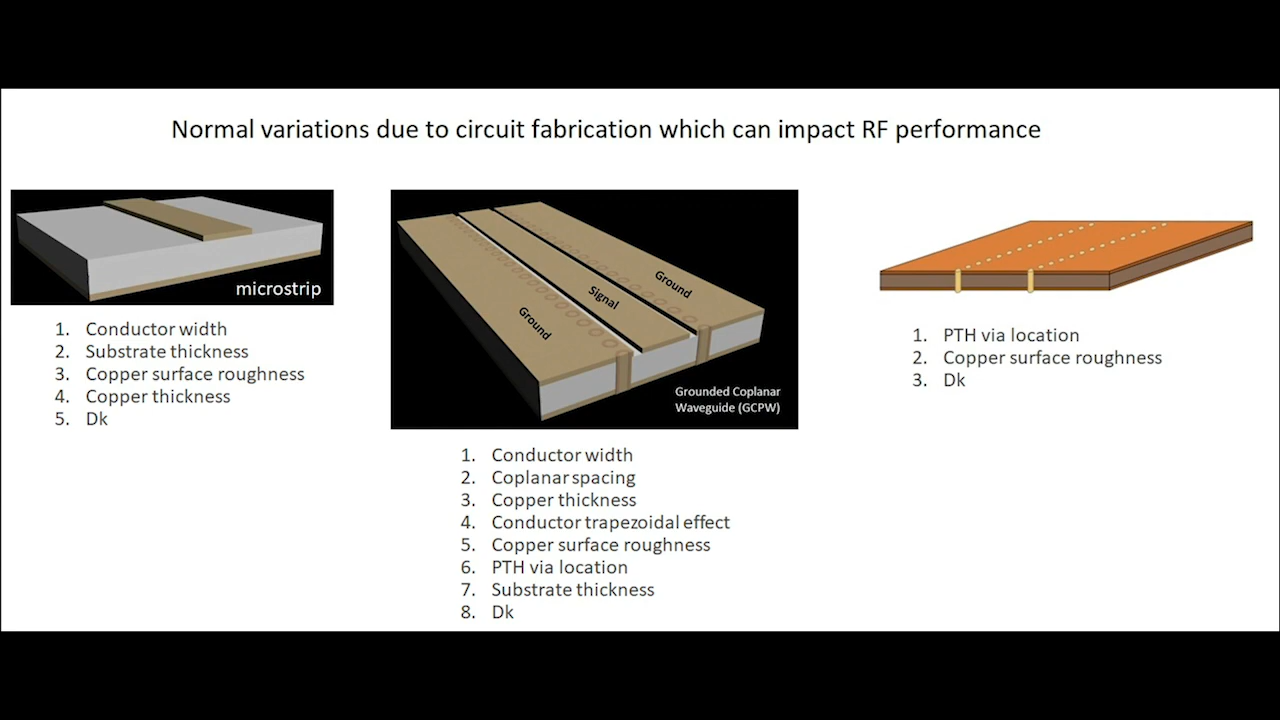 Normal variations due to circuit fabrication which can impact RF performance
microstrip
1. Conductor width
2. Substrate thickness
3. Copper surface roughness
4. Copper thickness
5. Dk
Ground
Signal
Ground
Grounded Coplanar
Waveguide (GCPW)
1. Conductor width
2. Coplanar spacing
3. Copper thickness
4. Conductor trapezoidal effect
5. Copper surface roughness
6. PTH via location
7. Substrate thickness
8. Dk
1. PTH via location
2. Copper surface roughness
3. Dk